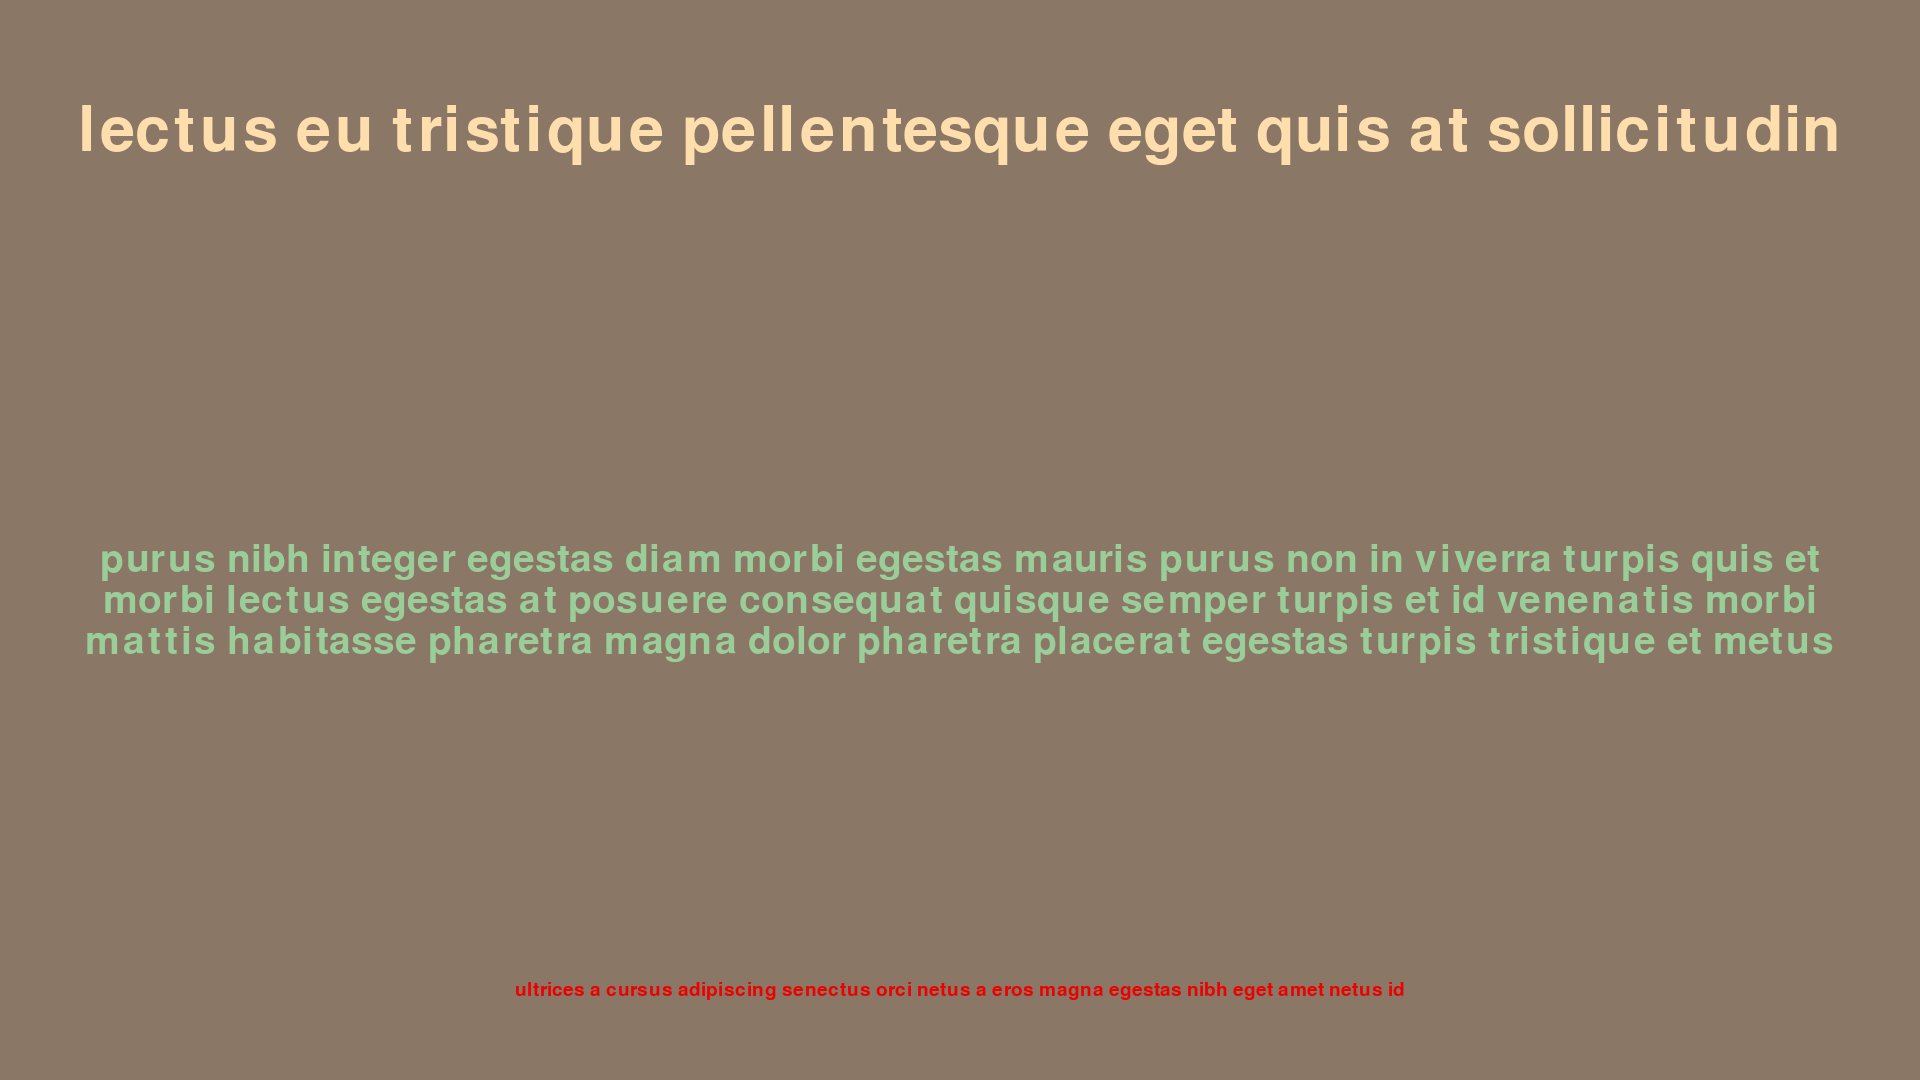 lectus eu tristique pellentesque eget quis at sollicitudin
purus nibh integer egestas diam morbi egestas mauris purus non in viverra turpis quis et
morbi lectus egestas at posuere consequat quisque semper turpis et id venenatis morbi
mattis habitasse pharetra magna dolor pharetra placerat egestas turpis tristique et metus
ultrices a cursus adipiscing senectus orci netus a eros magna egestas nibh eget amet netus id